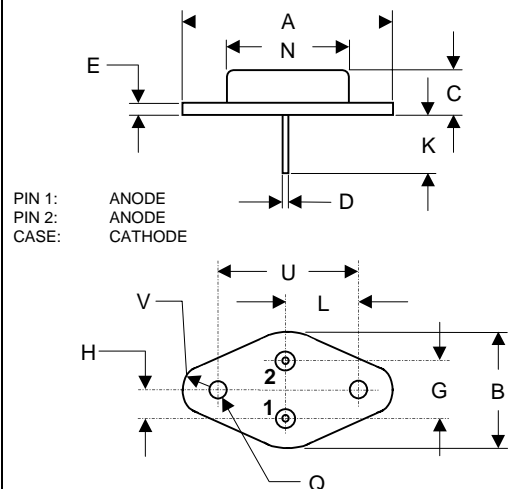 A
N
E
C
K
D
PIN 1: ANODE
PIN 2: ANODE
CASE: CATHODE
U
V
L
H
2
G
B
1
Q